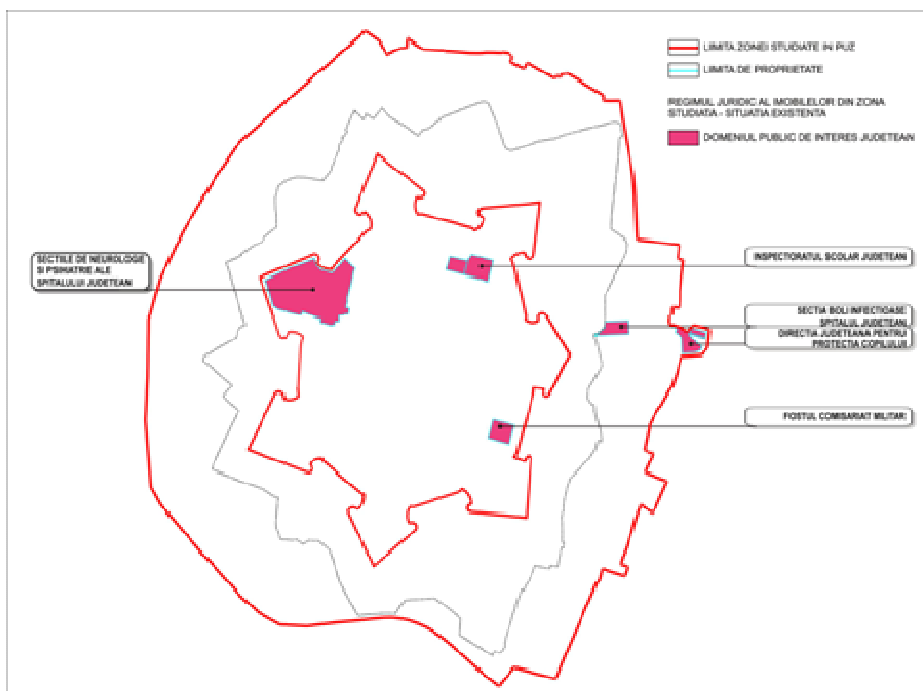 LIMITA ZONEI STUDIATE IN PUZ
LIMITA DE PROPRIETATE
REGIMUL JURIDIC AL IMOBILELOR DIN ZONA
STUDIATA - SITUATIA EXISTENTA
DOMENIUL PUBLIC DE INTERES JUDETEAN
SECTIILE DE NEUROLOGIE
SI PSIHIATRIE ALE
SPITALULUI JUDETEAN
INSPECTORATUL SCOLAR JUDETEAN
SECTIA BOLI INFECTIOASE
SPITALUL JUDETEAN
DIRECTIA JUDETEANA PENTRU
PROTECTIA COPILULUI
FOSTUL COMISARIAT MILITAR